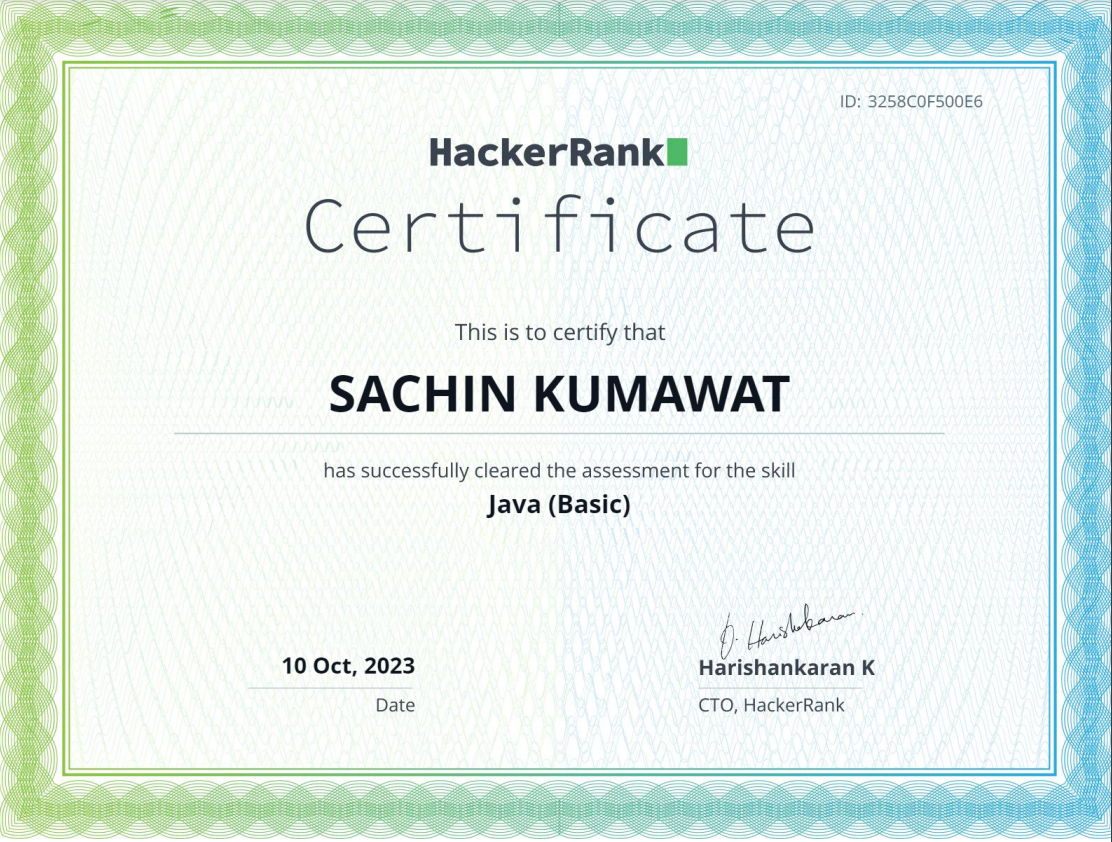 ID: 3258C0F500E6
HackerRank
Certificate
This is to certify that
SACHIN KUMAWAT
has successfully cleared the assessment for the skill
Java (Basic)
10 Oct, 2023
Date
Harishankaran K
CTO, HackerRank